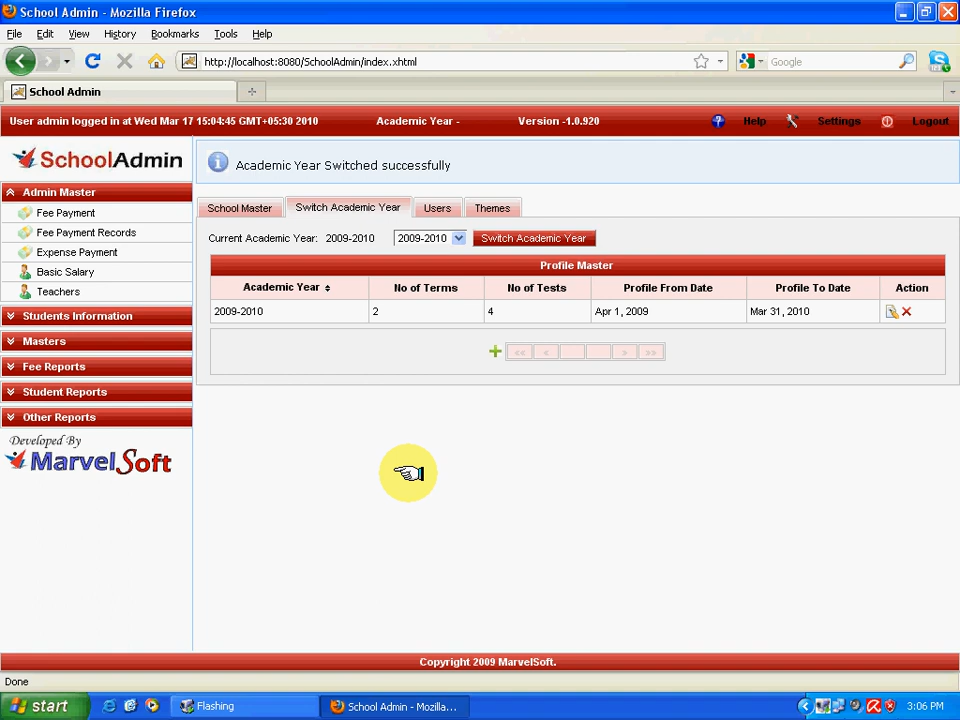 School Admin - Mozilla Firefox
File Edit View History Bookmarks Tools Help
http://localhost:8080/SchoolAdmin/index.xhtml
Google
School Admin
User admin logged in at Wed Mar 17 15:04:45 GMT+05:30 2010 Academic Year - Version -1.0.920 Help Settings Logout
SchoolAdmin
Academic Year Switched successfully
Admin Master
Fee Payment
Fee Payment Records
Expense Payment
Basic Salary
Teachers
Students Information
Masters
Fee Reports
Student Reports
Other Reports
Developed By
MarvelSoft
School Master Switch Academic Year Users Themes
Current Academic Year: 2009-2010 2009-2010 Switch Academic Year
Profile Master
Academic Year No of Terms No of Tests Profile From Date Profile To Date Action
2009-2010 2 4 Apr 1, 2009 Mar 31, 2010
<< < > >>
Copyright 2009 MarvelSoft.
Done
start Flashing School Admin - Mozilla... 3:06 PM